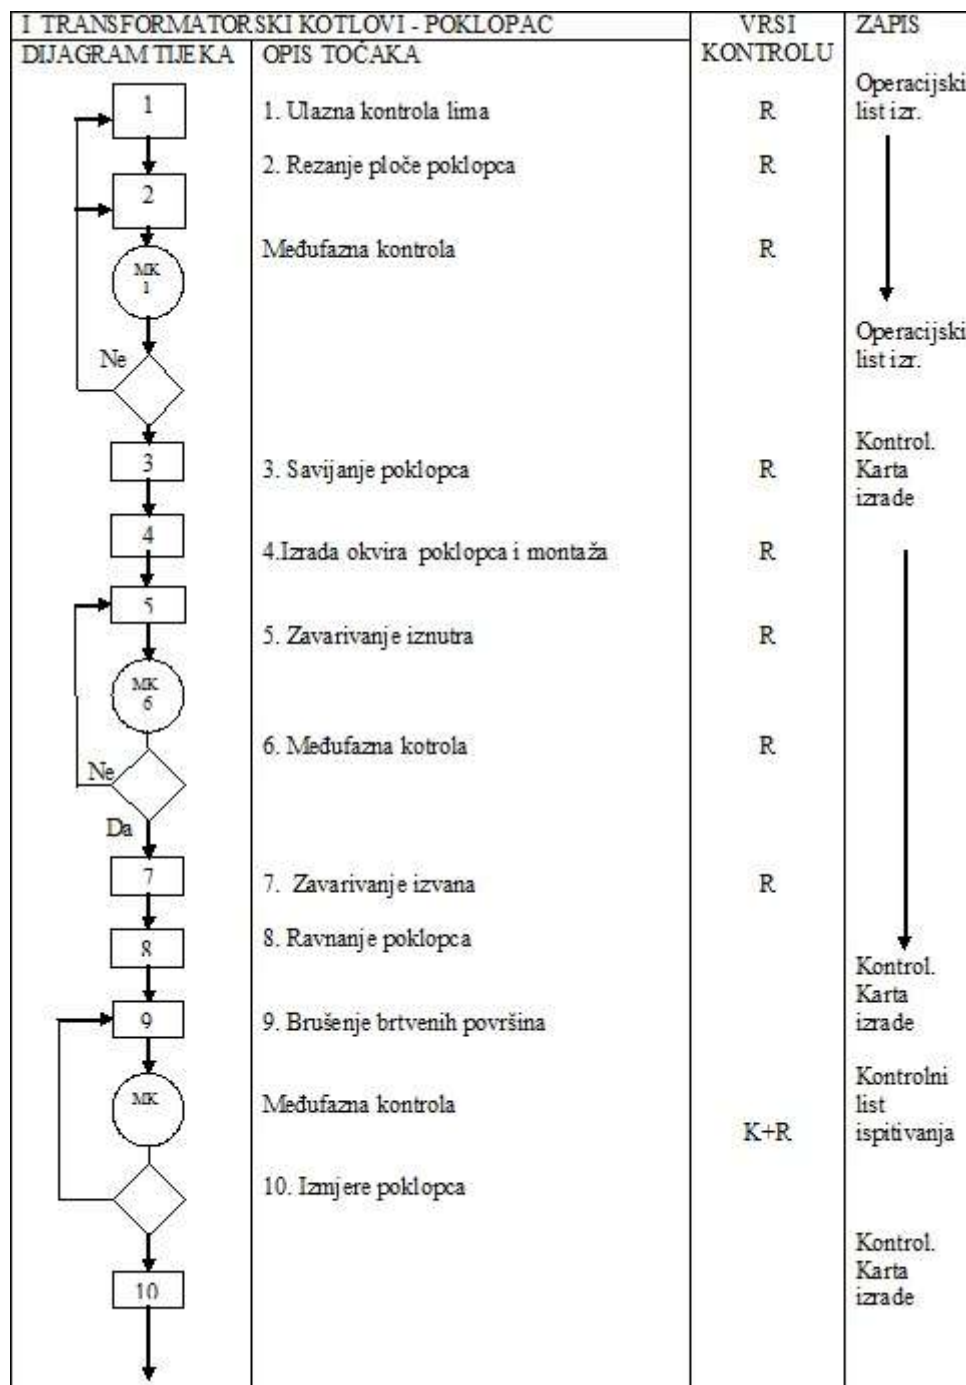 I TRANSFORMATORSKI KOTLOVI - POKLOPAC
VRSI
KONTROLU
ZAPIS
DIJAGRAM TIJEKA
OPIS TOČAKA
1
1. Ulazna kontrola lima
R
Operacijski
list izr.
2
2. Rezanje ploče poklopca
R
MK
1
Međufazna kontrola
R
Operacijski
list izr.
Ne
3
3. Savijanje poklopca
R
Kontrol.
Karta
izrade
4
4.Izrada okvira poklopca i montaža
R
5
5. Zavarivanje iznutra
R
MK
6
6. Međufazna kotrola
R
Ne
Da
7
7. Zavarivanje izvana
R
8
8. Ravnanje poklopca
Kontrol.
Karta
izrade
9
9. Brušenje brtvenih površina
MK
Međufazna kontrola
K+R
Kontrolni
list
ispitivanja
10. Izmjere poklopca
10
Kontrol.
Karta
izrade